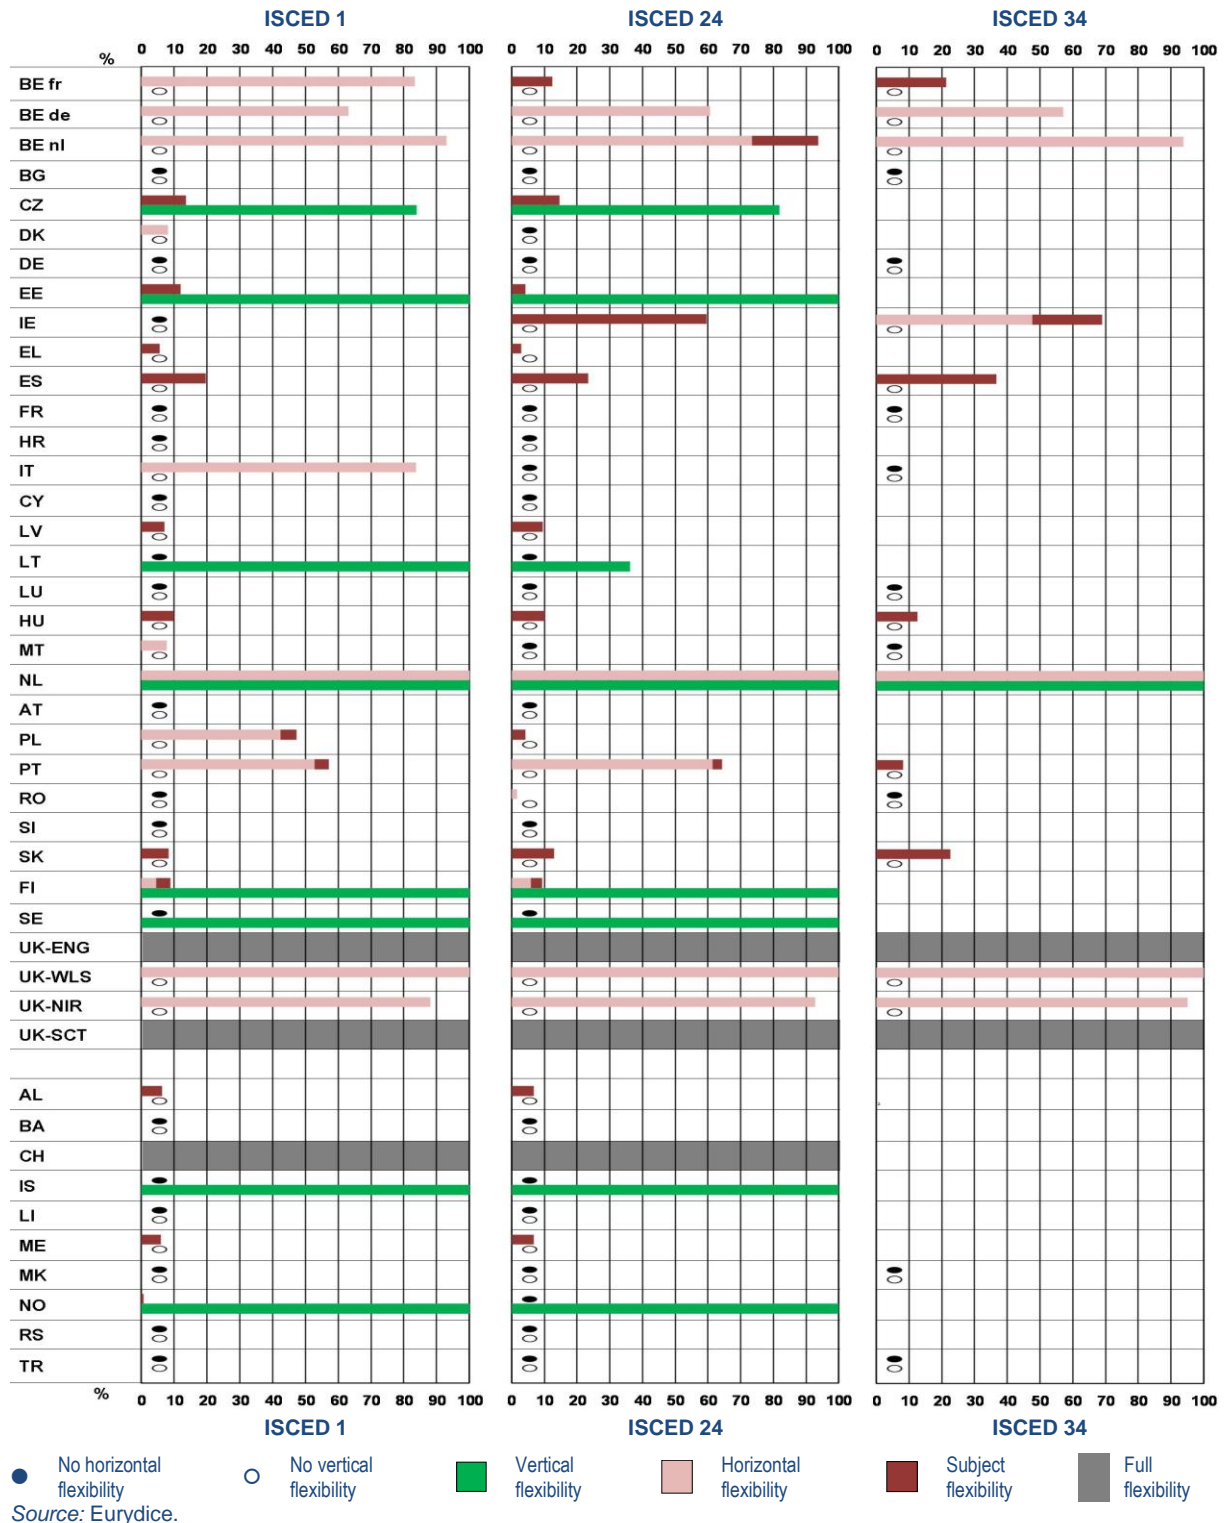 ISCED 1 ISCED 24 ISCED 34
% 0 10 20 30 40 50 60 70 80 90 100 0 10 20 30 40 50 60 70 80 90 100 0 10 20 30 40 50 60 70 80 90 100
BE fr
BE de
BE nl
BG
CZ
DK
DE
EE
IE
EL
ES
FR
HR
IT
CY
LV
LT
LU
HU
MT
NL
AT
PL
PT
RO
SI
SK
FI
SE
UK-ENG
UK-WLS
UK-NIR
UK-SCT
AL
BA
CH
IS
LI
ME
MK
NO
RS
TR
% 0 10 20 30 40 50 60 70 80 90 100 0 10 20 30 40 50 60 70 80 90 100 0 10 20 30 40 50 60 70 80 90 100
ISCED 1 ISCED 24 ISCED 34
No horizontal flexibility
No vertical flexibility
Vertical flexibility
Horizontal flexibility
Subject flexibility
Full flexibility
Source: Eurydice.